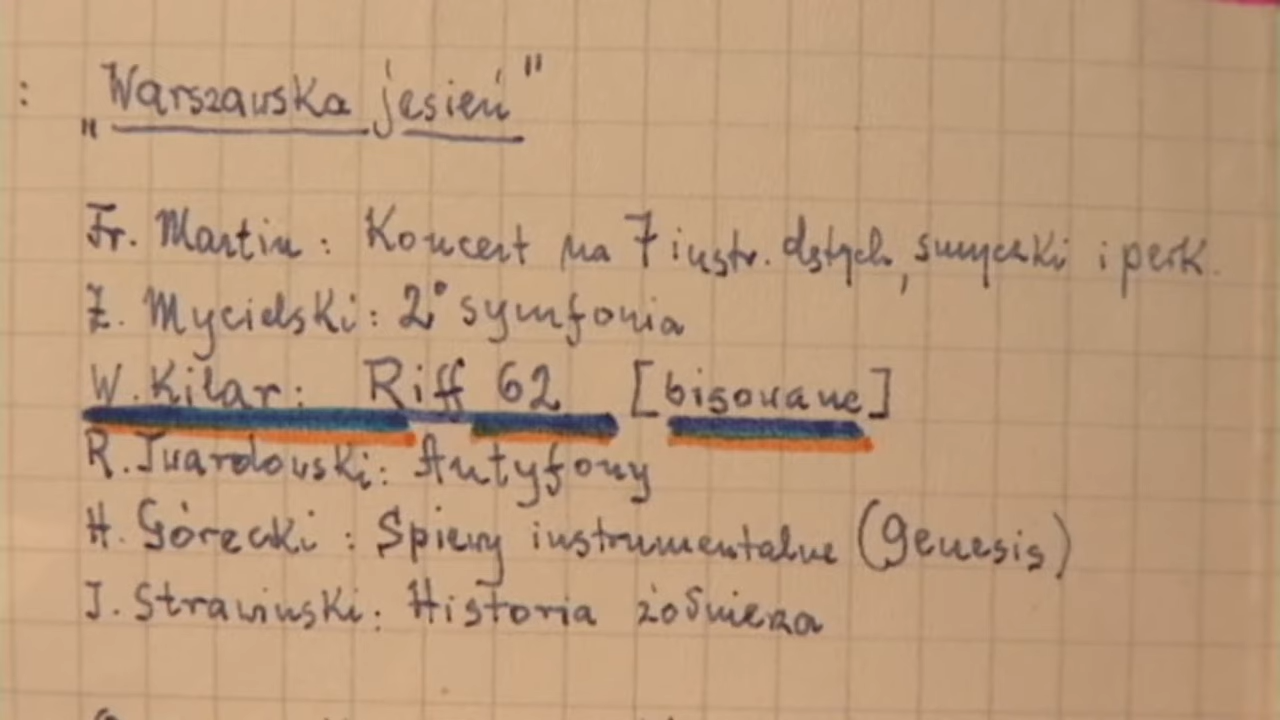 : „Warszawska jesień"
Fr. Martin: Koncert na 7 instr. dętych, smyczki i perk.
Z. Mycielski: 2° symfonia
W. Kilar: Riff 62 [bisowane]
R. Twardowski: Antyfony
H. Górecki: Śpiewy instrumentalne (Genesis)
I. Strawiński: Historia żołnierza